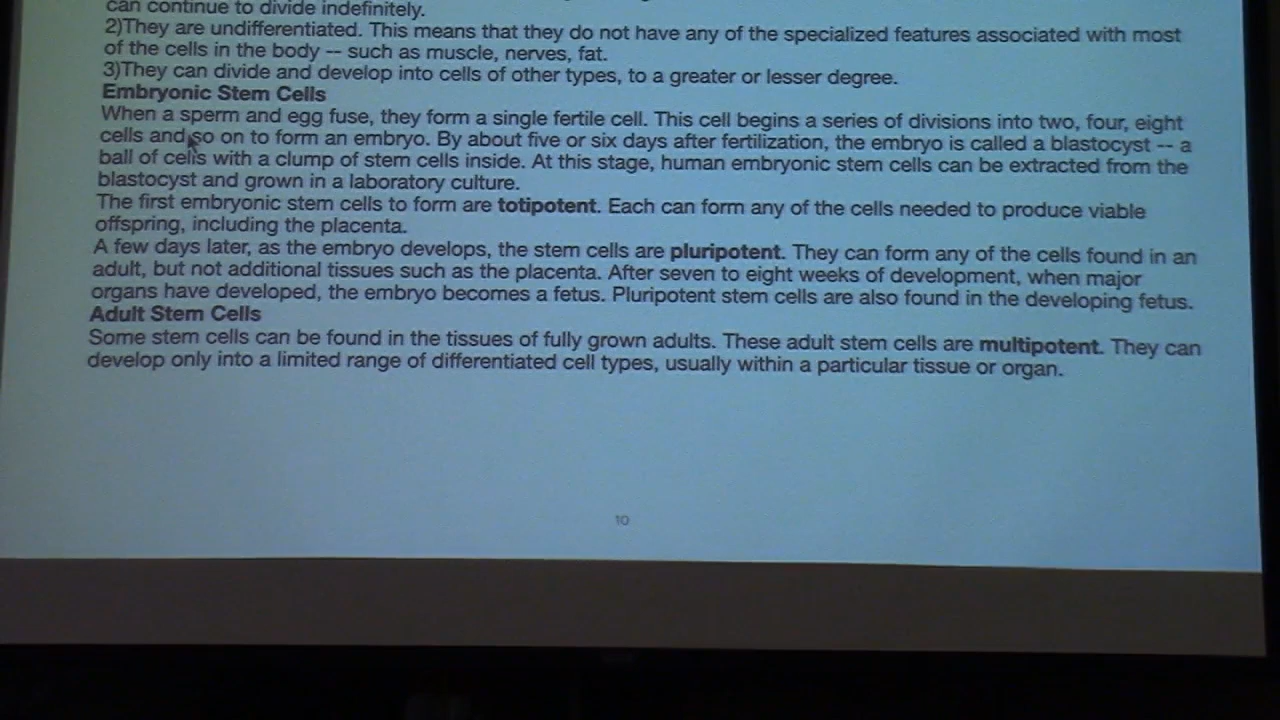 can continue to divide indefinitely.
2)They are undifferentiated. This means that they do not have any of the specialized features associated with most
of the cells in the body -- such as muscle, nerves, fat.
3)They can divide and develop into cells of other types, to a greater or lesser degree.
Embryonic Stem Cells
When a sperm and egg fuse, they form a single fertile cell. This cell begins a series of divisions into two, four, eight
cells and so on to form an embryo. By about five or six days after fertilization, the embryo is called a blastocyst -- a
ball of cells with a clump of stem cells inside. At this stage, human embryonic stem cells can be extracted from the
blastocyst and grown in a laboratory culture.
The first embryonic stem cells to form are totipotent. Each can form any of the cells needed to produce viable
offspring, including the placenta.
A few days later, as the embryo develops, the stem cells are pluripotent. They can form any of the cells found in an
adult, but not additional tissues such as the placenta. After seven to eight weeks of development, when major
organs have developed, the embryo becomes a fetus. Pluripotent stem cells are also found in the developing fetus.
Adult Stem Cells
Some stem cells can be found in the tissues of fully grown adults. These adult stem cells are multipotent. They can
develop only into a limited range of differentiated cell types, usually within a particular tissue or organ.
10